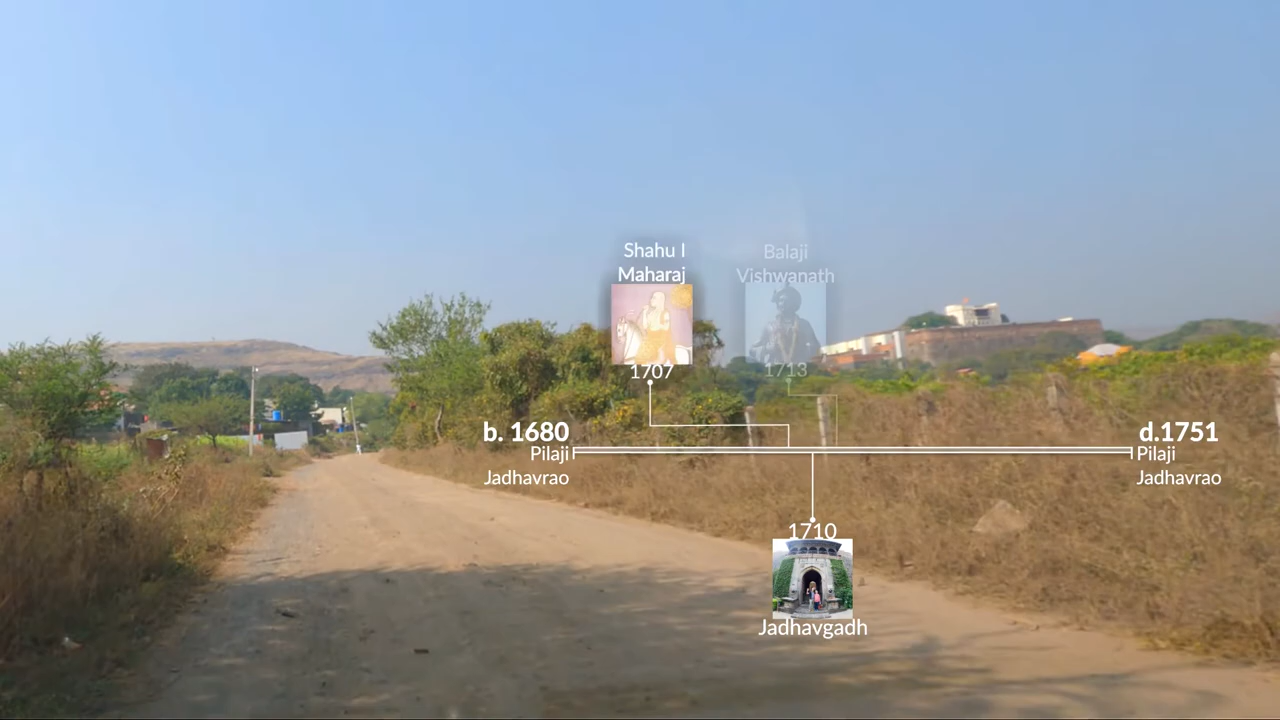 Shahu I
Maharaj
1707
Balaji
Vishwanath
1713
b. 1680
Pilaji
Jadhavrao
d.1751
Pilaji
Jadhavrao
1710
Jadhavgadh